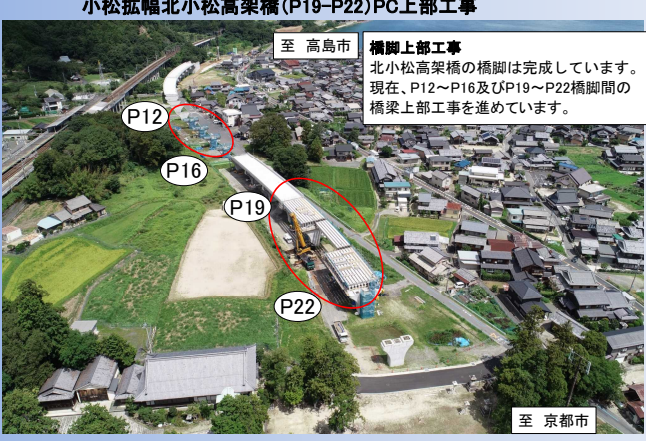 小松拡幅北小松高架橋(P19-P22)PC上部工事
至 高島市
橋脚上部工事
北小松高架橋の橋脚は完成しています。
現在、P12～P16及びP19～P22橋脚間の
橋梁上部工事を進めています。
P12
P16
P19
P22
至 京都市